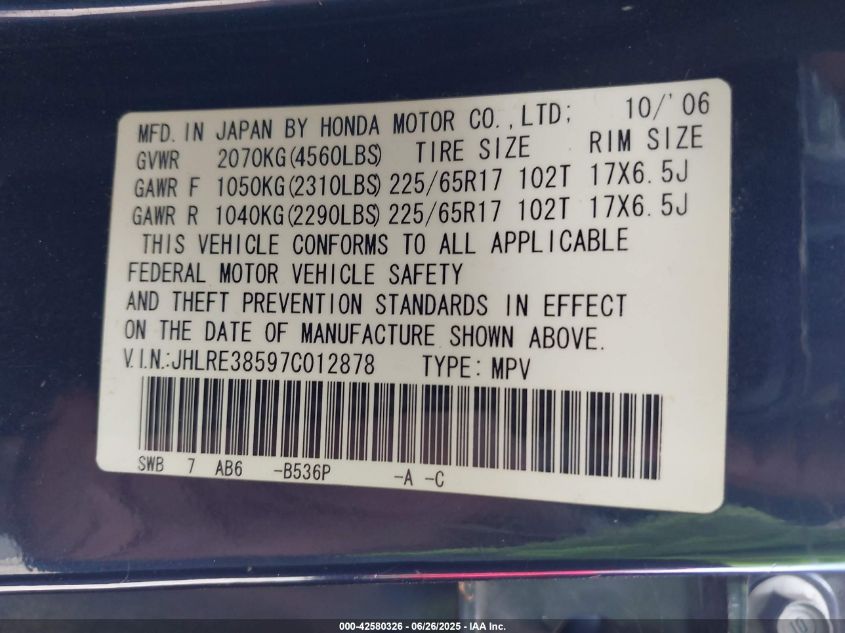 MFD. IN JAPAN BY HONDA MOTOR CO.,LTD; 10/'06
GVWR 2070KG(4560LBS) TIRE SIZE RIM SIZE
GAWR F 1050KG(2310LBS) 225/65R17 102T 17X6.5J
GAWR R 1040KG(2290LBS) 225/65R17 102T 17X6.5J
THIS VEHICLE CONFORMS TO ALL APPLICABLE
FEDERAL MOTOR VEHICLE SAFETY
AND THEFT PREVENTION STANDARDS IN EFFECT
ON THE DATE OF MANUFACTURE SHOWN ABOVE.
V.I.N.:JHLRE38597C012878 TYPE: MPV
SWB 7 AB6 -B536P -A -C
000-42580326 - 06/26/2025 - IAA Inc.